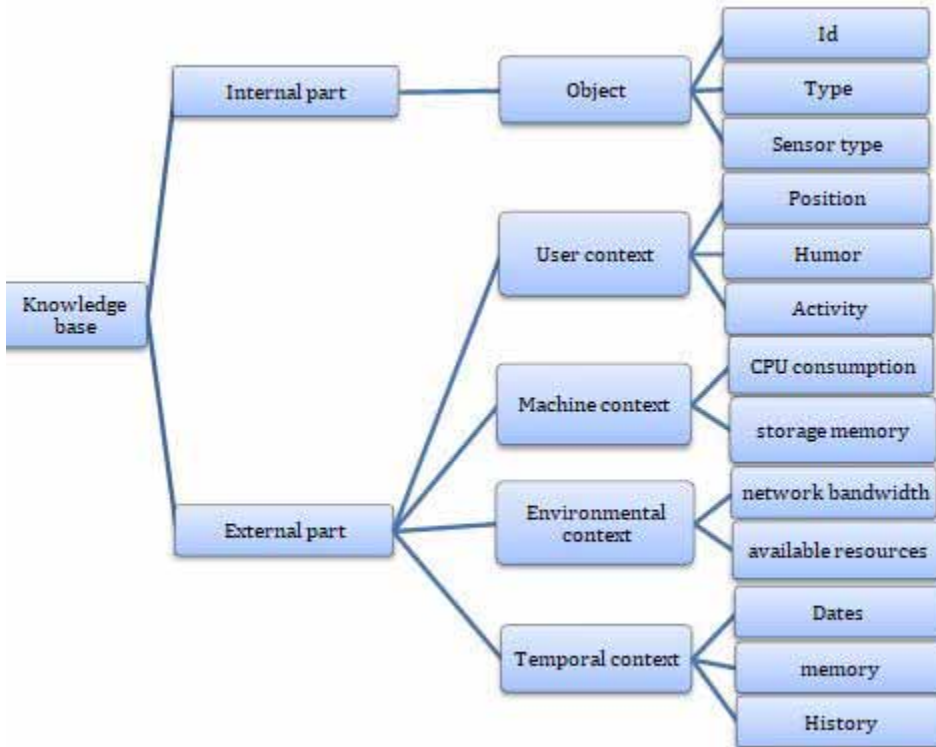 Knowledge
base
Internal part
Object
Id
Type
Sensor type
External part
User context
Position
Humor
Activity
Machine context
CPU consumption
storage memory
Environmental
context
network bandwidth
available resources
Temporal context
Dates
memory
History